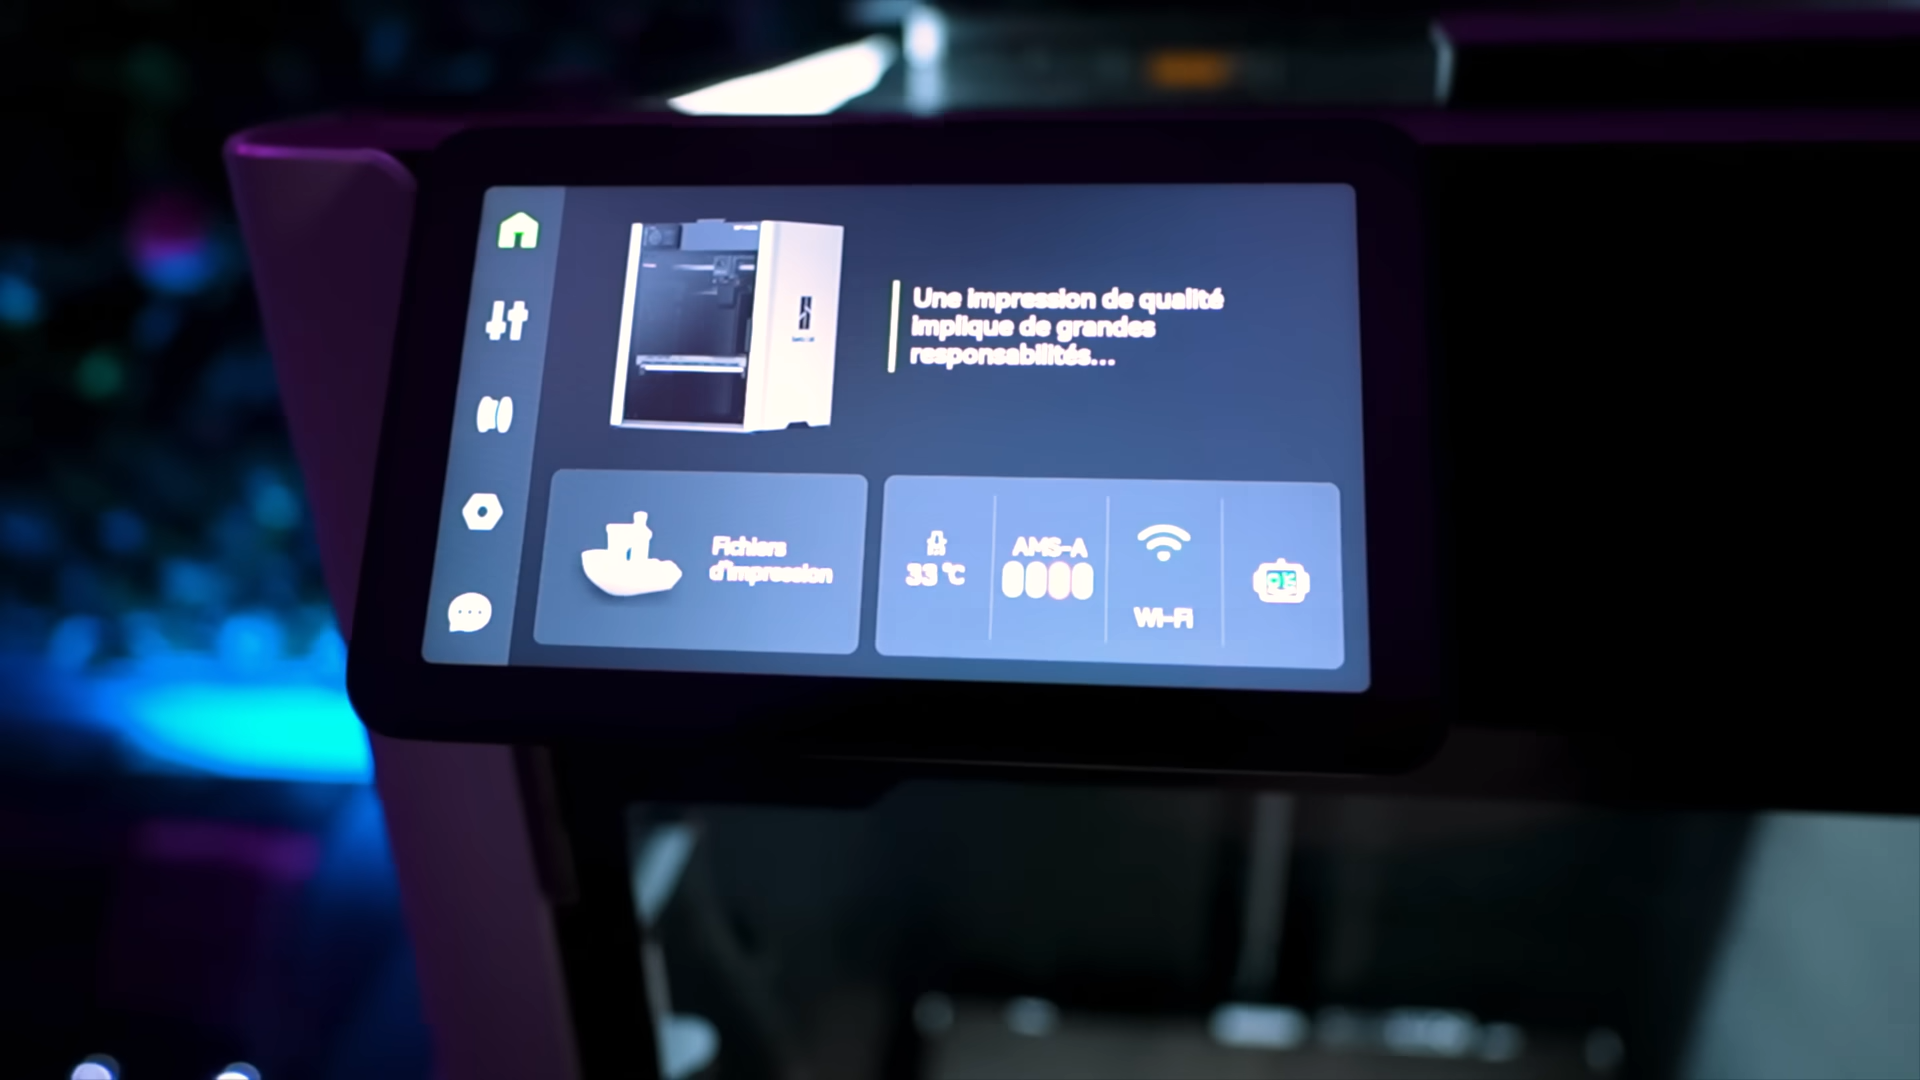 Une impression de qualité
implique de grandes
responsabilités...
Fichiers
d'impression
33 °C
AMS-A
Wi-Fi